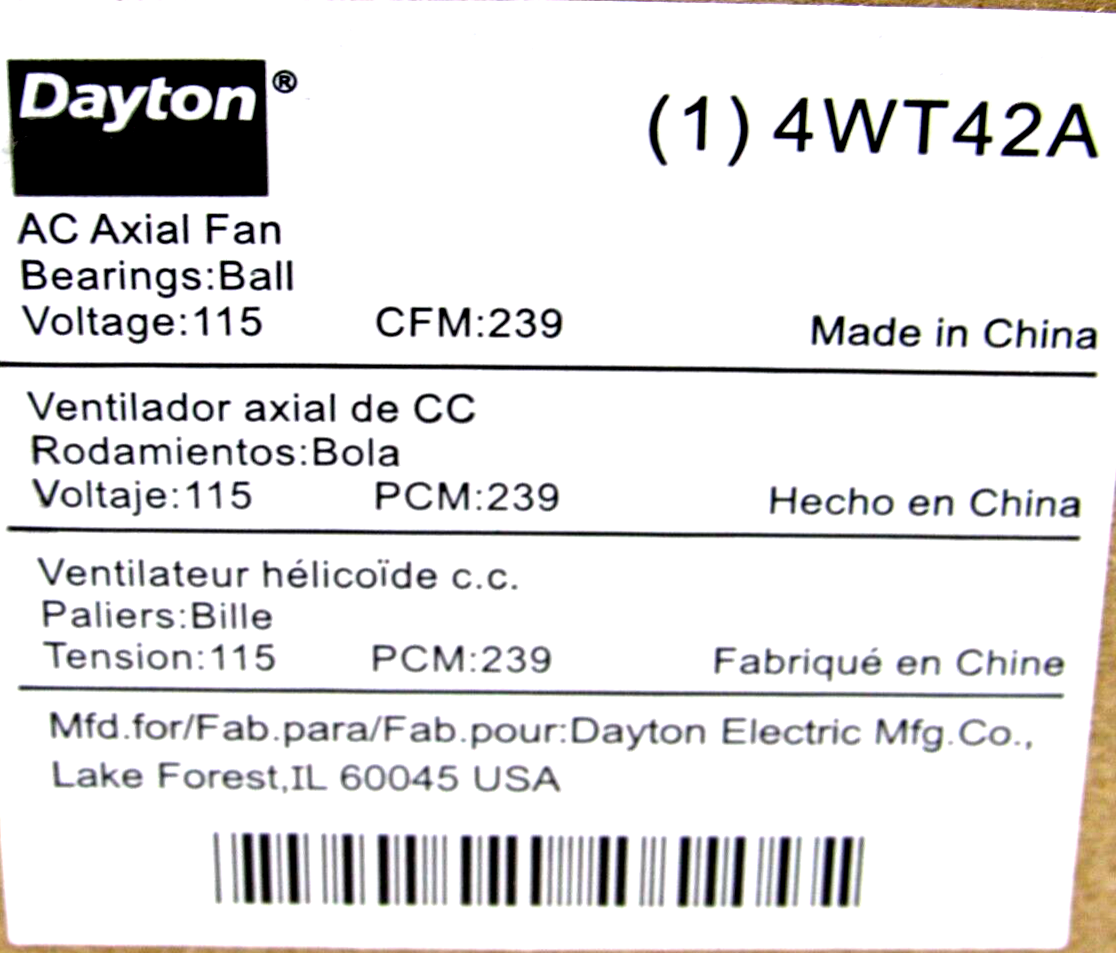 Dayton®
(1) 4WT42A
AC Axial Fan
Bearings:Ball
Voltage:115 CFM:239 Made in China
Ventilador axial de CC
Rodamientos:Bola
Voltaje:115 PCM:239 Hecho en China
Ventilateur hélicoïde c.c.
Paliers:Bille
Tension:115 PCM:239 Fabriqué en Chine
Mfd.for/Fab.para/Fab.pour:Dayton Electric Mfg.Co.,
Lake Forest,IL 60045 USA